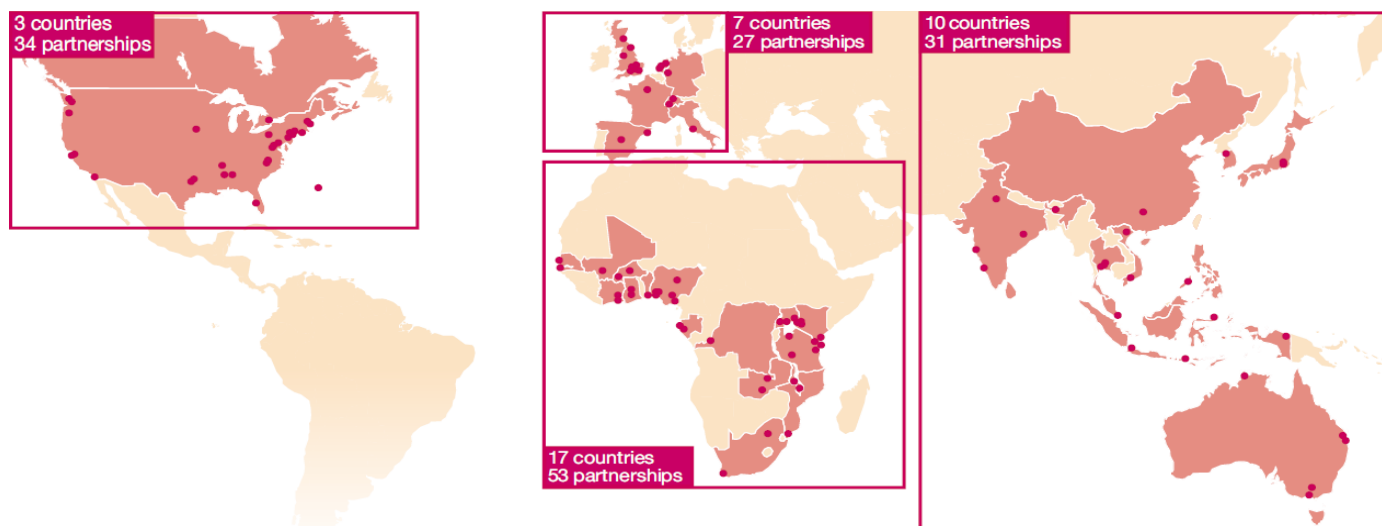 3 countries
34 partnerships
7 countries
27 partnerships
10 countries
31 partnerships
17 countries
53 partnerships